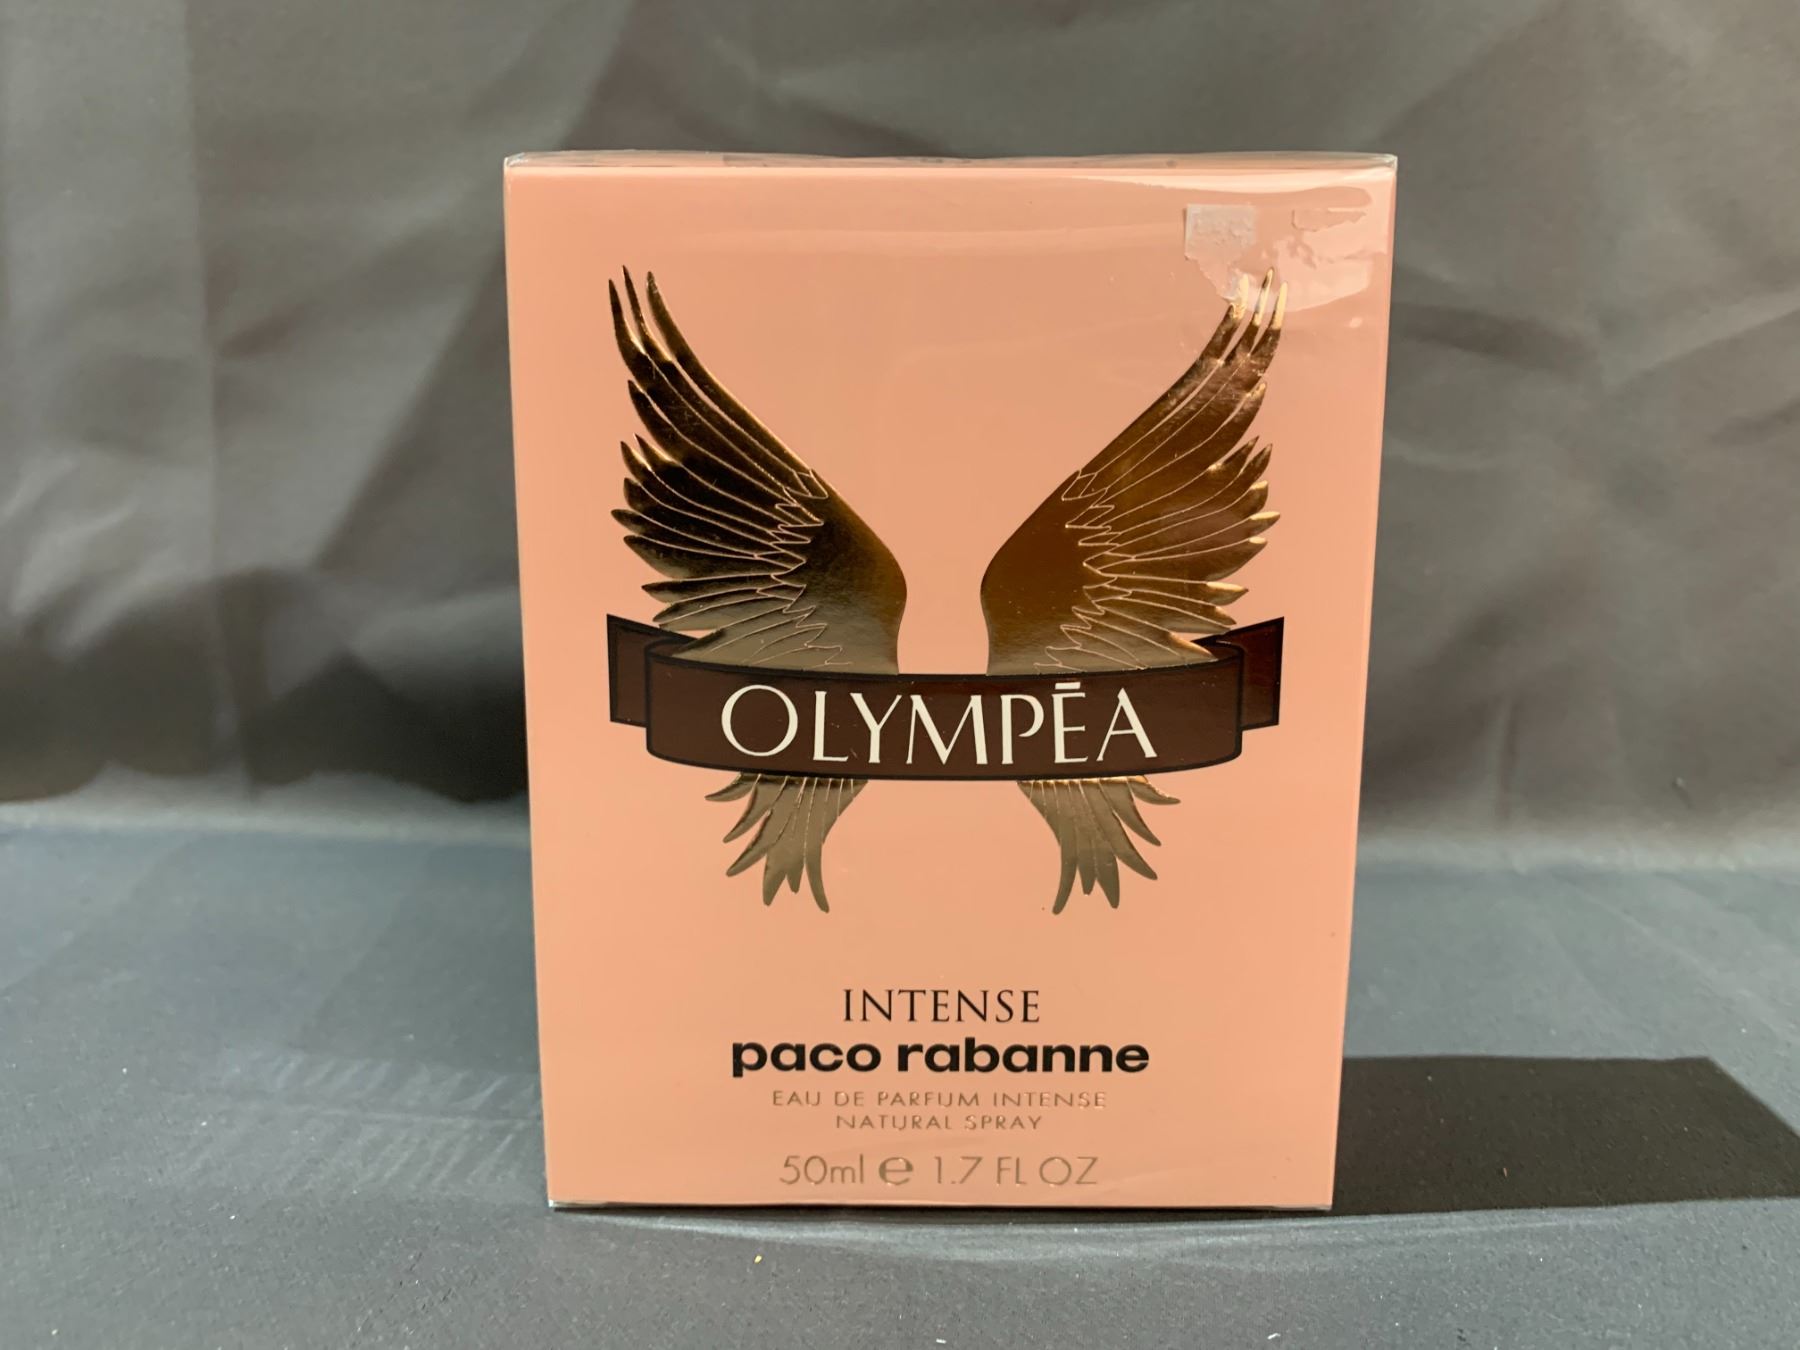 OLYMPĒA
INTENSE
paco rabanne
EAU DE PARFUM INTENSE
NATURAL SPRAY
50ml ℮ 1.7 FL OZ